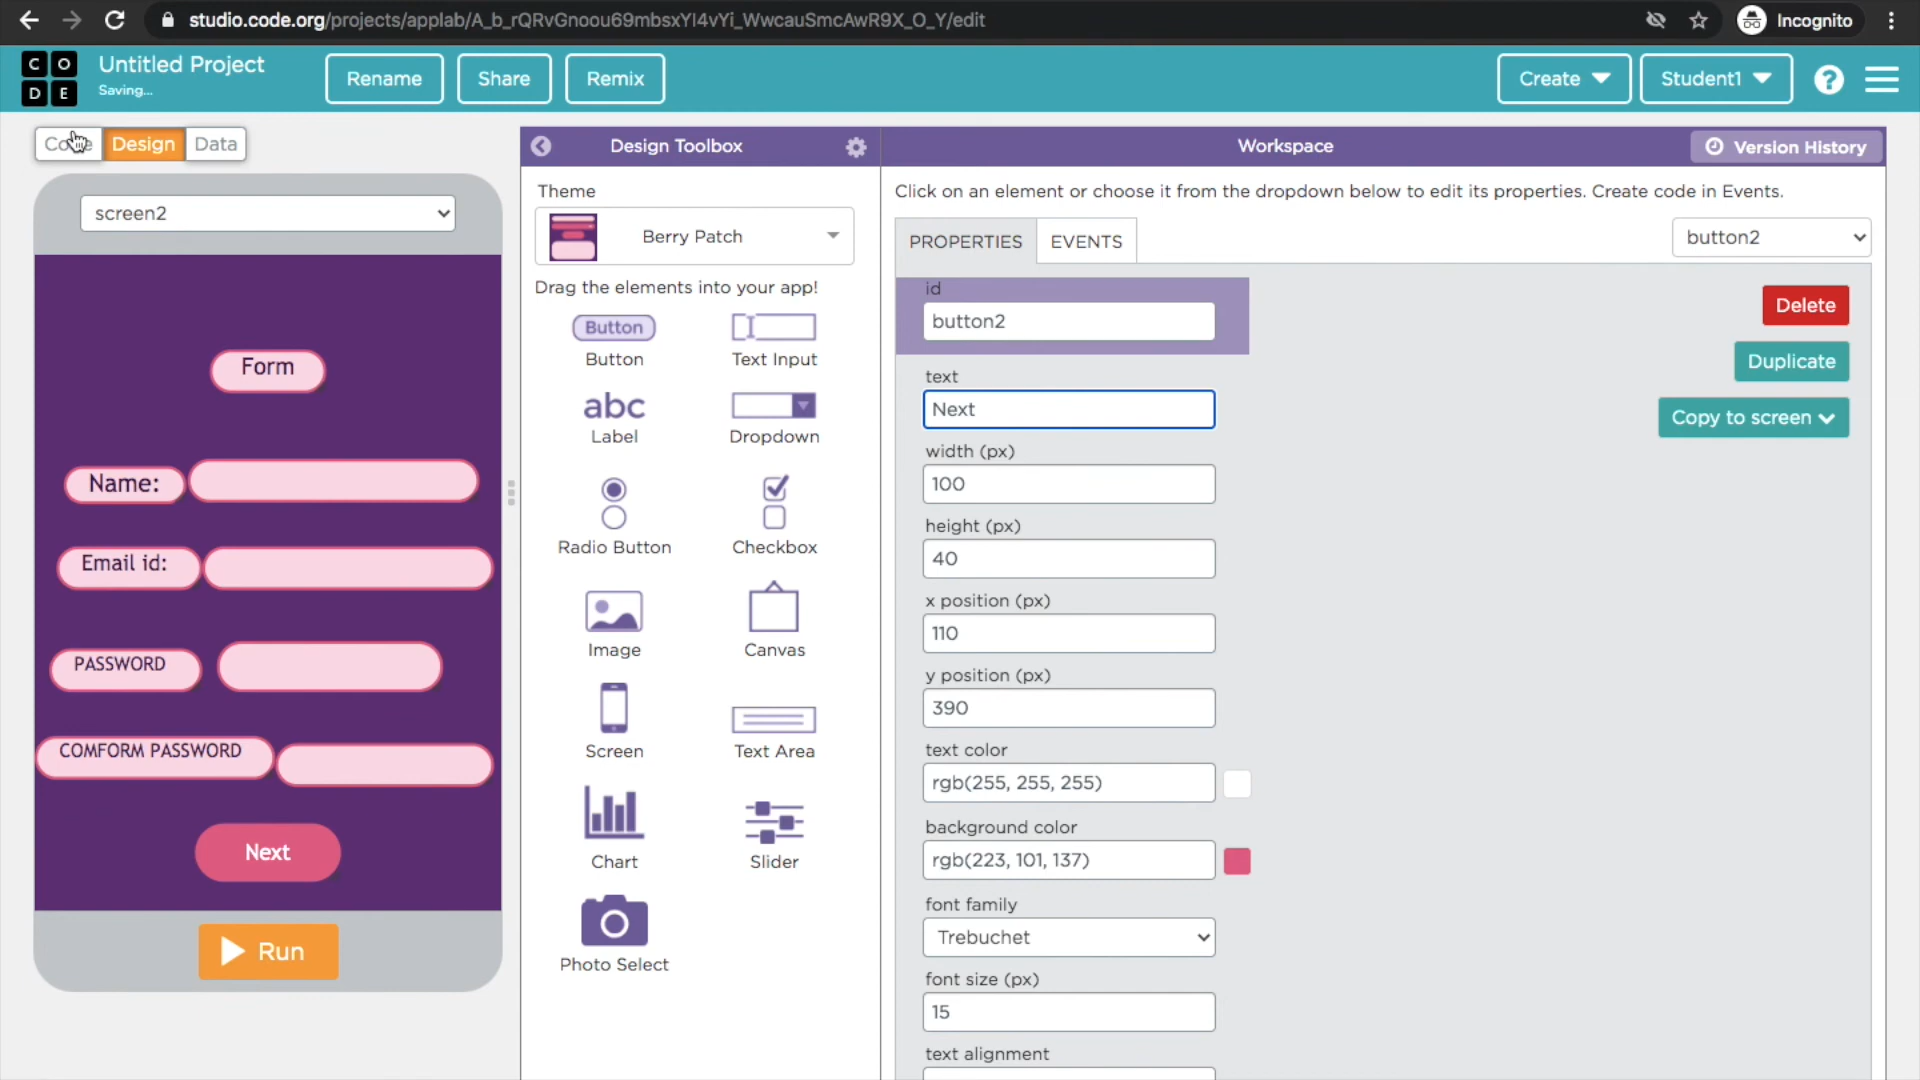 studio.code.org/projects/applab/A_b_rQRvGnoou69mbsxYl4vYi_WwcauSmcAwR9X_O_Y/edit
Incognito
C O
D E
Untitled Project
Saving...
Rename
Share
Remix
Create
Student1
?
Design
Data
Design Toolbox
Workspace
Version History
screen2
Theme
Berry Patch
Drag the elements into your app!
Button
Button
Text Input
abc
Label
Dropdown
Radio Button
Checkbox
Image
Canvas
Screen
Text Area
Chart
Slider
Photo Select
Form
Name:
Email id:
PASSWORD
COMFORM PASSWORD
Next
Run
Click on an element or choose it from the dropdown below to edit its properties. Create code in Events.
PROPERTIES
EVENTS
button2
id
button2
text
Next
width (px)
100
height (px)
40
x position (px)
110
y position (px)
390
text color
rgb(255, 255, 255)
background color
rgb(223, 101, 137)
font family
Trebuchet
font size (px)
15
text alignment
Delete
Duplicate
Copy to screen